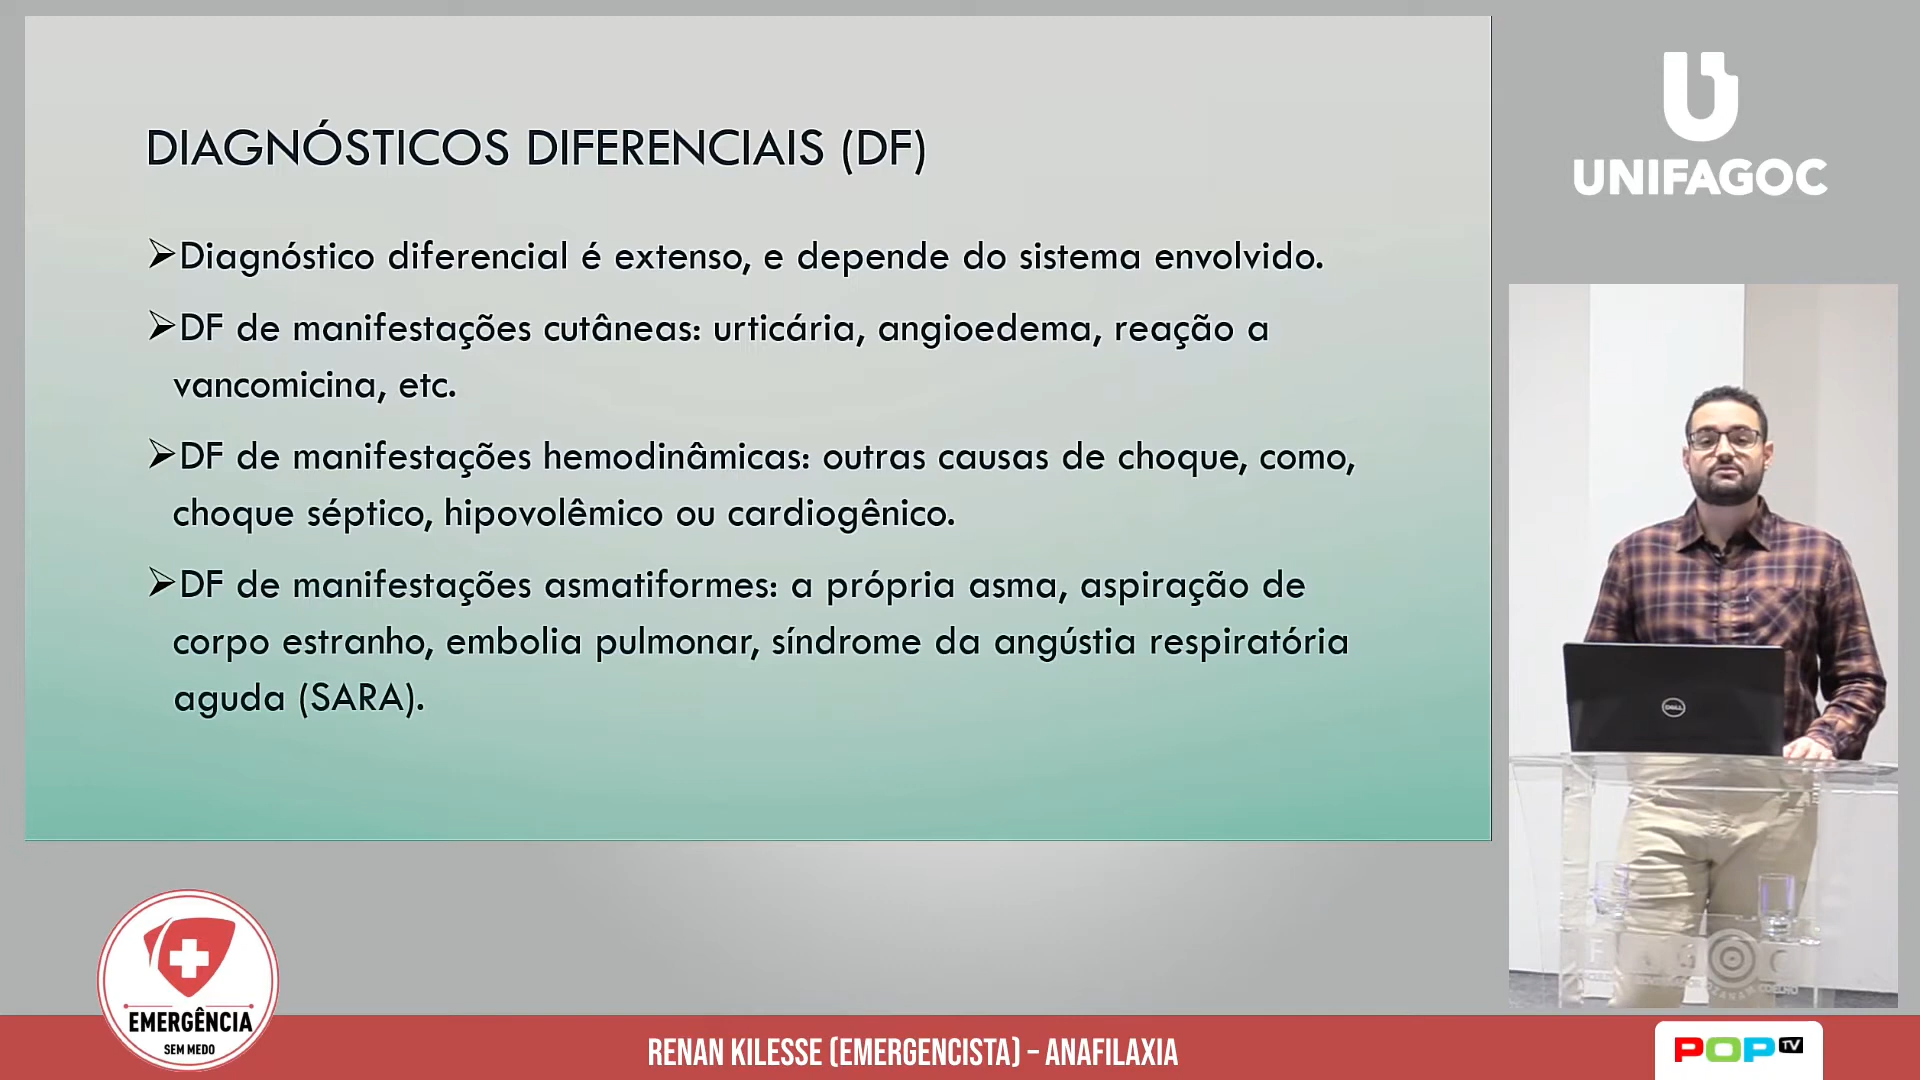 DIAGNÓSTICOS DIFERENCIAIS (DF)
➢Diagnóstico diferencial é extenso, e depende do sistema envolvido.
➢DF de manifestações cutâneas: urticária, angioedema, reação a
vancomicina, etc.
➢DF de manifestações hemodinâmicas: outras causas de choque, como,
choque séptico, hipovolêmico ou cardiogênico.
➢DF de manifestações asmatiformes: a própria asma, aspiração de
corpo estranho, embolia pulmonar, síndrome da angústia respiratória
aguda (SARA).
UNIFAGOC
DELL
EMERGÊNCIA
SEM MEDO
RENAN KILESSE (EMERGENCISTA) – ANAFILAXIA
POP TV